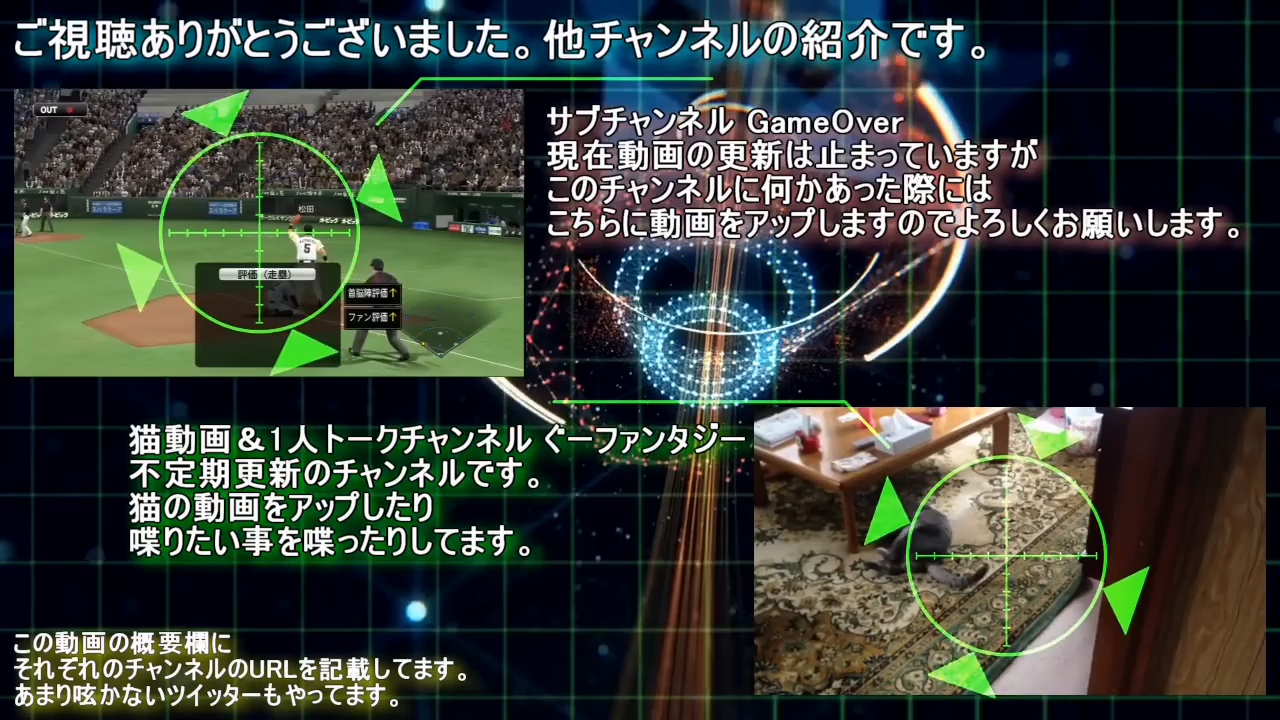 ご視聴ありがとうございました。他チャンネルの紹介です。
OUT
サブチャンネル GameOver
現在動画の更新は止まっていますが
このチャンネルに何かあった際には
こちらに動画をアップしますのでよろしくお願いします。
松田
5
評価（走塁）
首脳陣評価↑
ファン評価↑
猫動画＆1人トークチャンネル ぐーファンタジー
不定期更新のチャンネルです。
猫の動画をアップしたり
喋りたい事を喋ったりしてます。
この動画の概要欄に
それぞれのチャンネルのURLを記載してます。
あまり呟かないツイッターもやってます。